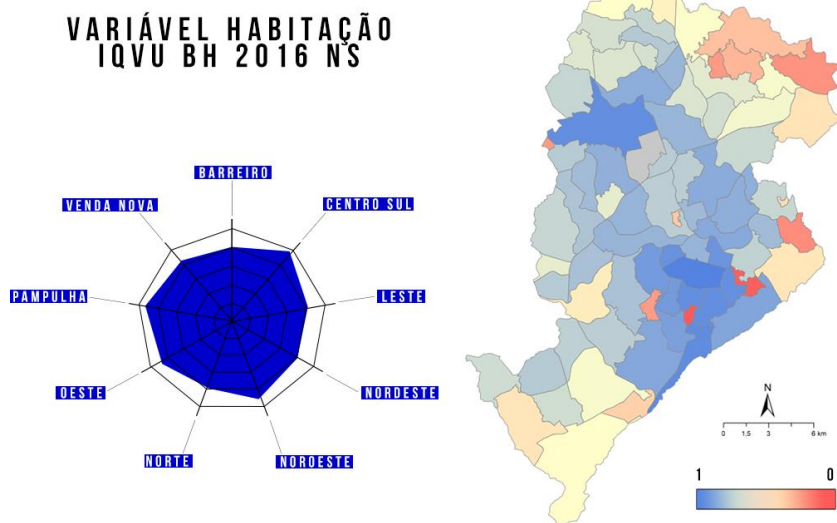 VARIÁVEL HABITAÇÃO
IQVU BH 2016 NS
BARREIRO
VENDA NOVA
CENTRO SUL
PAMPULHA
LESTE
OESTE
NORDESTE
NORTE
NOROESTE
N
0 1,5 3 6 km
1 0